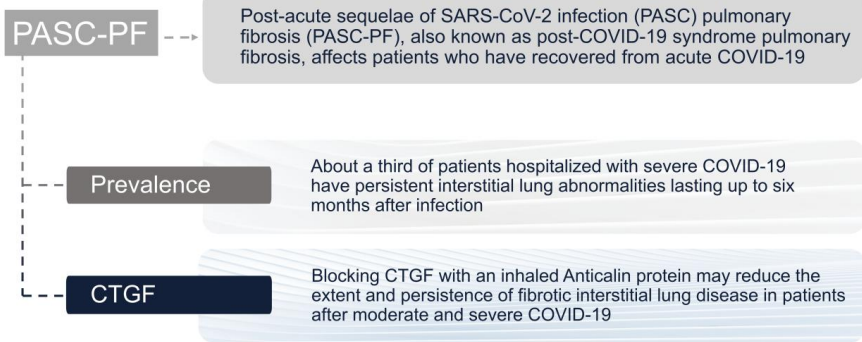 PASC-PF
Post-acute sequelae of SARS-CoV-2 infection (PASC) pulmonary
fibrosis (PASC-PF), also known as post-COVID-19 syndrome pulmonary
fibrosis, affects patients who have recovered from acute COVID-19
Prevalence
About a third of patients hospitalized with severe COVID-19
have persistent interstitial lung abnormalities lasting up to six
months after infection
CTGF
Blocking CTGF with an inhaled Anticalin protein may reduce the
extent and persistence of fibrotic interstitial lung disease in patients
after moderate and severe COVID-19